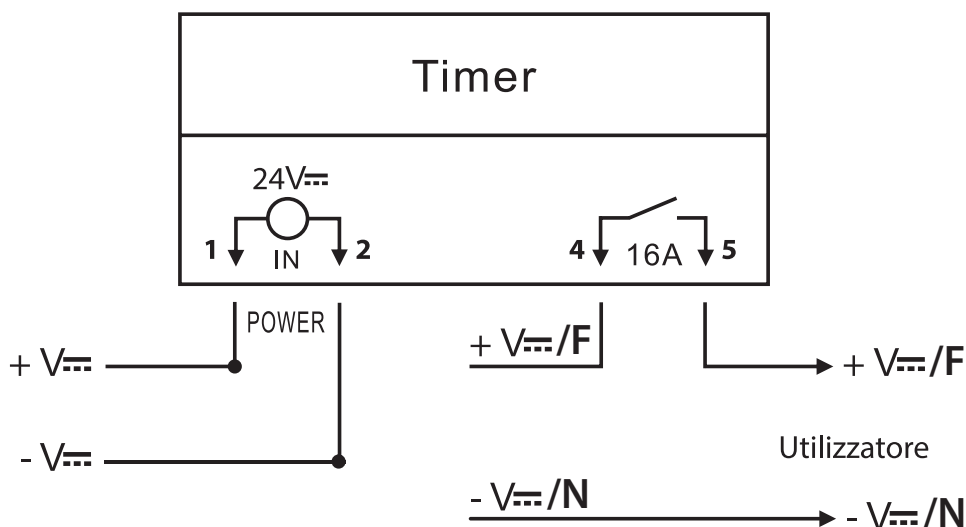 Timer
24V⎓
1 IN 2
4 16A 5
POWER
+ V⎓
- V⎓
+ V⎓/F
+ V⎓/F
Utilizzatore
- V⎓/N
- V⎓/N